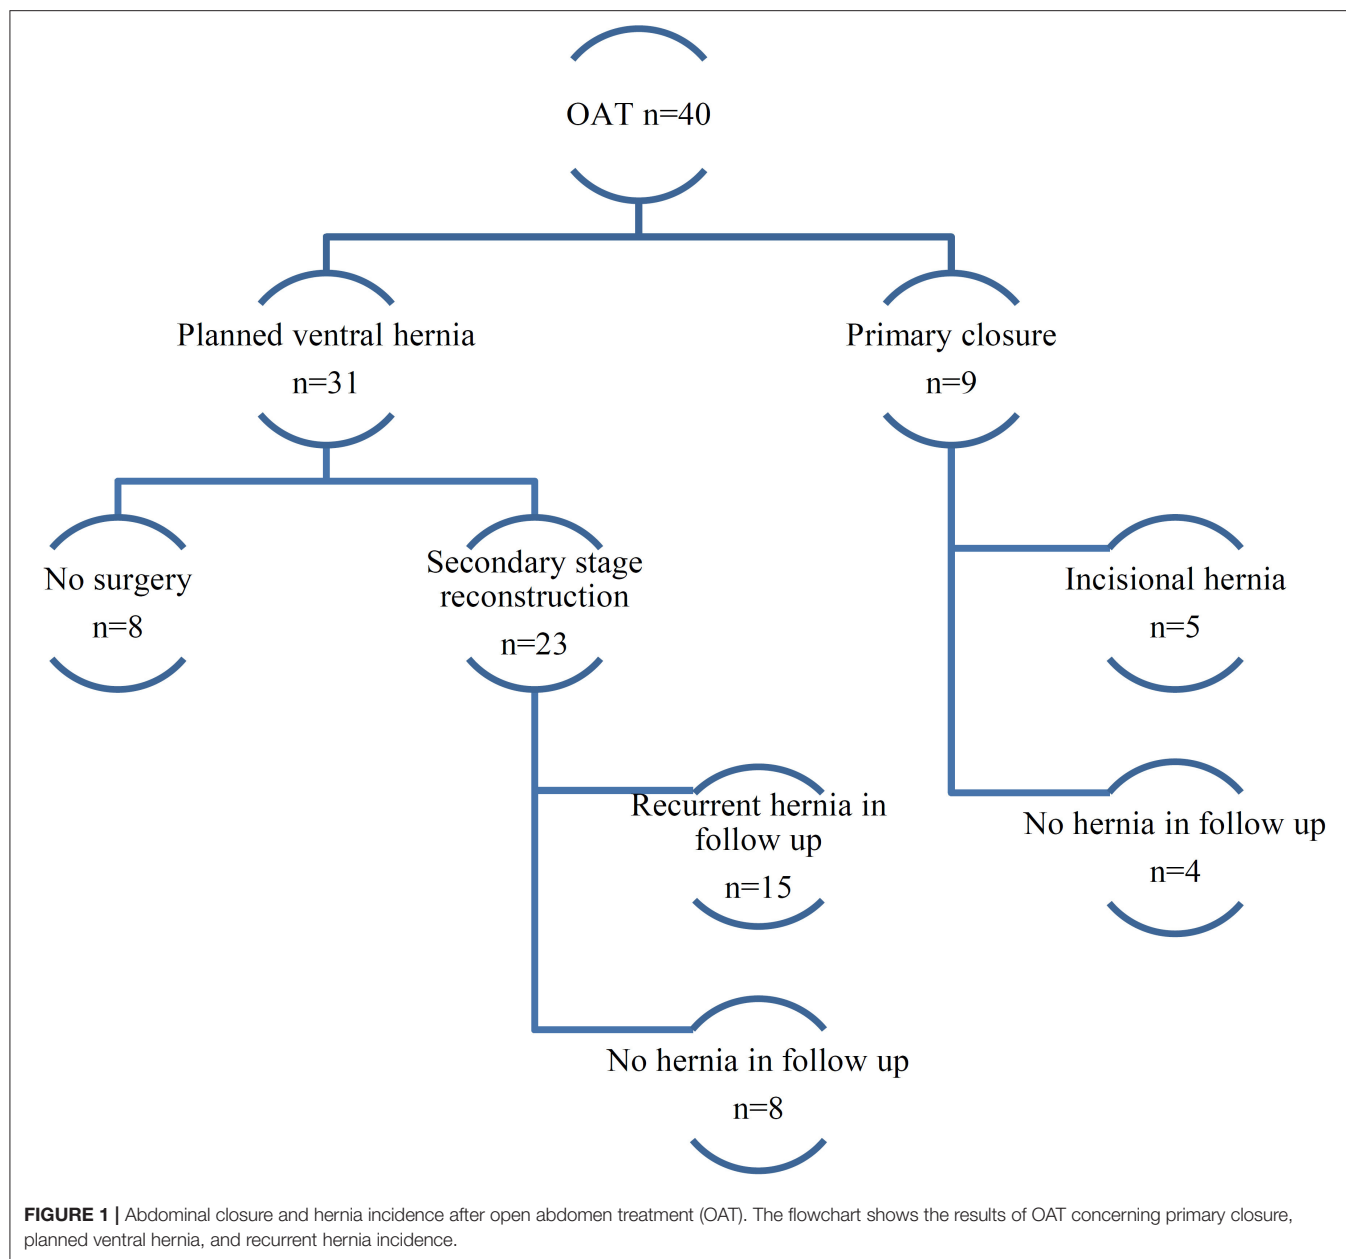 OAT n=40
Planned ventral hernia
n=31
Primary closure
n=9
No surgery
n=8
Secondary stage
reconstruction
n=23
Incisional hernia
n=5
Recurrent hernia in
follow up
n=15
No hernia in follow up
n=4
No hernia in follow up
n=8
FIGURE 1 | Abdominal closure and hernia incidence after open abdomen treatment (OAT). The flowchart shows the results of OAT concerning primary closure,
planned ventral hernia, and recurrent hernia incidence.